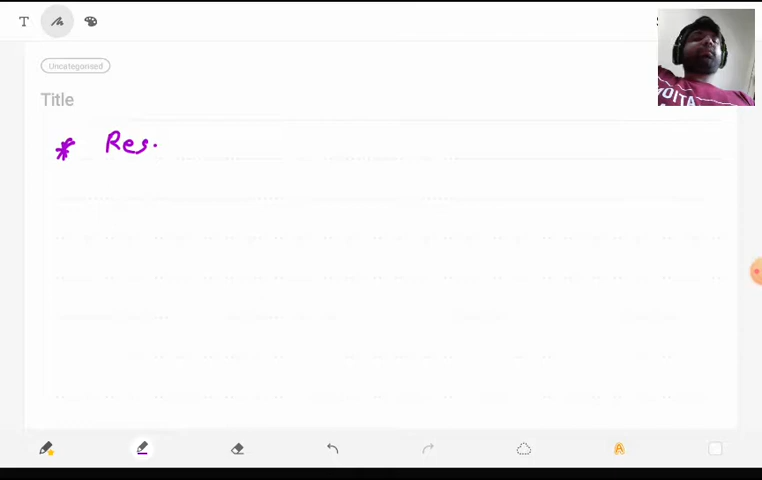 T
Uncategorised
Title
* Res.
A